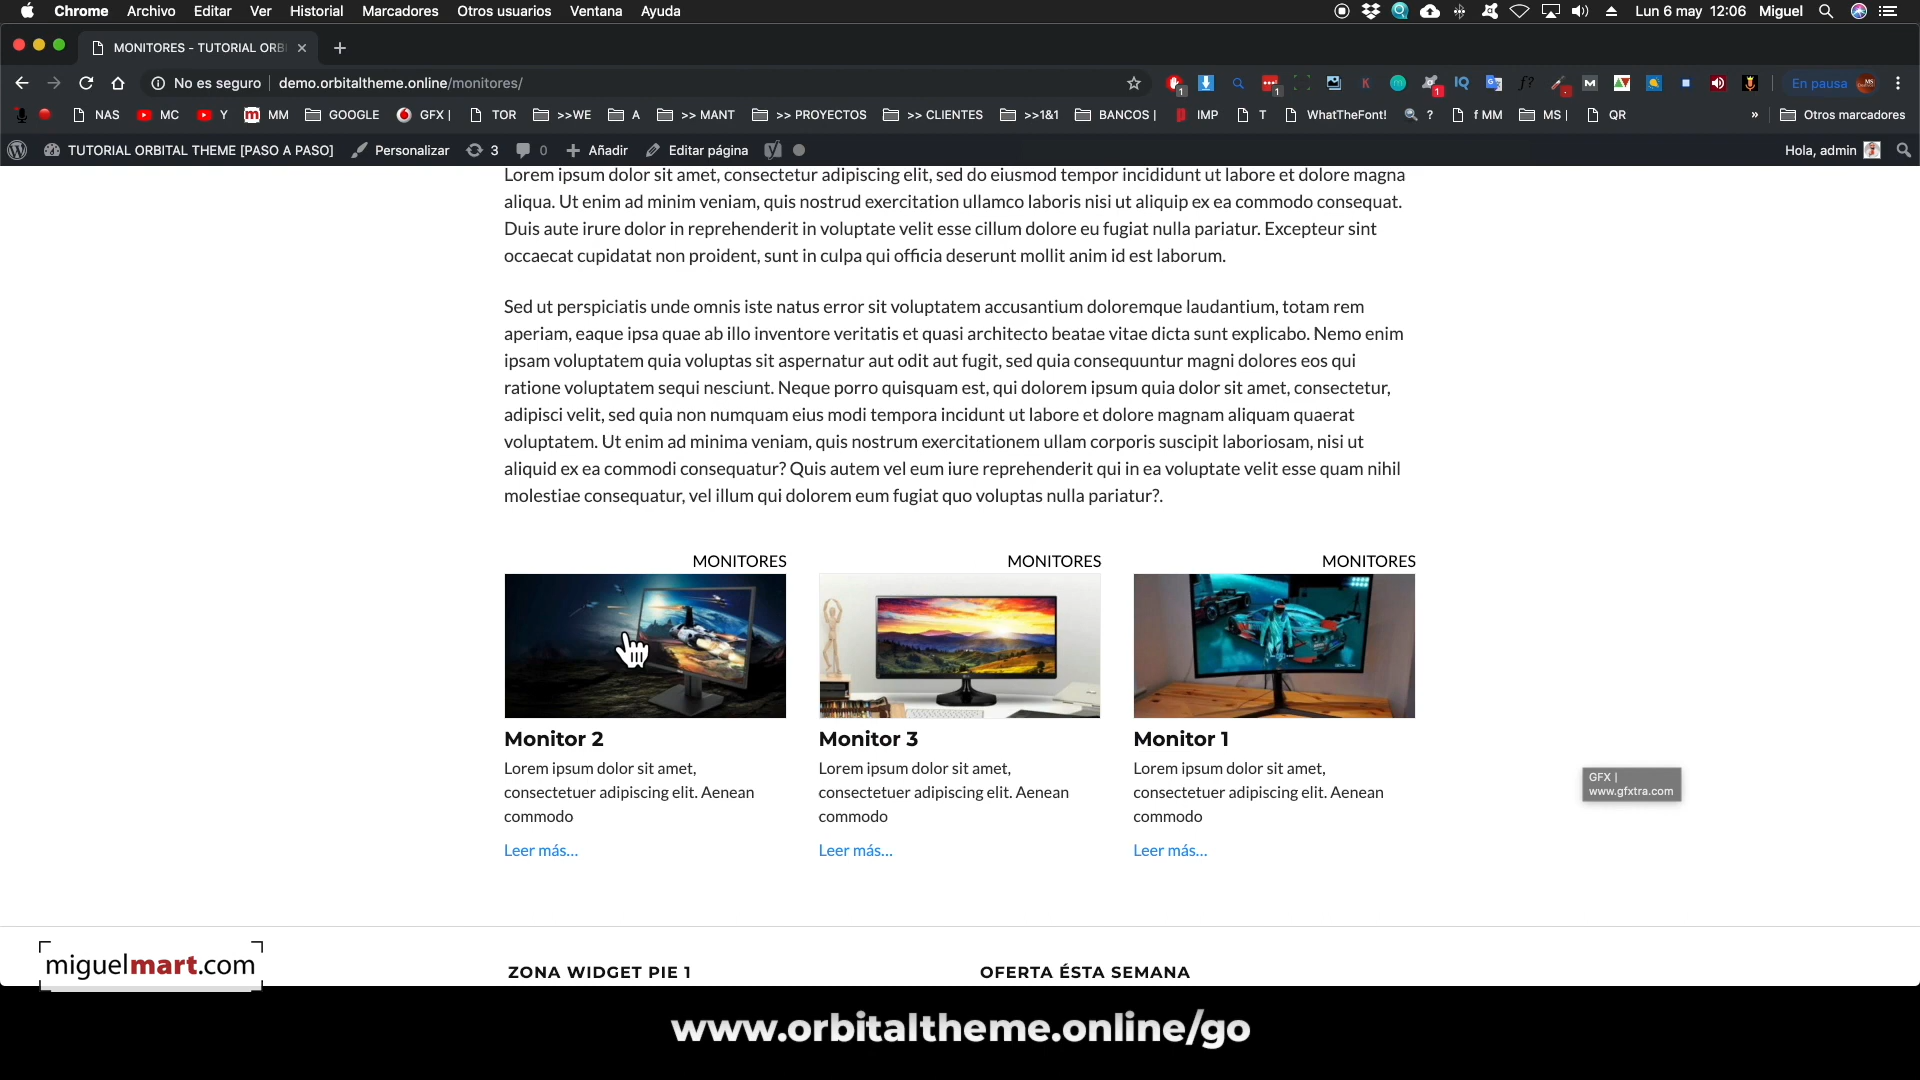 Chrome Archivo Editar Ver Historial Marcadores Otros usuarios Ventana Ayuda Lun 6 may 12:06 Miguel
MONITORES - TUTORIAL ORBI
No es seguro demo.orbitaltheme.online/monitores/ En pausa
NAS MC Y MM GOOGLE GFX | TOR >>WE A >> MANT >> PROYECTOS >> CLIENTES >>1&1 BANCOS | IMP T WhatTheFont! ? f MM MS | QR » Otros marcadores
TUTORIAL ORBITAL THEME [PASO A PASO] Personalizar 3 0 Añadir Editar página Hola, admin
Lorem ipsum dolor sit amet, consectetur adipiscing elit, sed do eiusmod tempor incididunt ut labore et dolore magna
aliqua. Ut enim ad minim veniam, quis nostrud exercitation ullamco laboris nisi ut aliquip ex ea commodo consequat.
Duis aute irure dolor in reprehenderit in voluptate velit esse cillum dolore eu fugiat nulla pariatur. Excepteur sint
occaecat cupidatat non proident, sunt in culpa qui officia deserunt mollit anim id est laborum.
Sed ut perspiciatis unde omnis iste natus error sit voluptatem accusantium doloremque laudantium, totam rem
aperiam, eaque ipsa quae ab illo inventore veritatis et quasi architecto beatae vitae dicta sunt explicabo. Nemo enim
ipsam voluptatem quia voluptas sit aspernatur aut odit aut fugit, sed quia consequuntur magni dolores eos qui
ratione voluptatem sequi nesciunt. Neque porro quisquam est, qui dolorem ipsum quia dolor sit amet, consectetur,
adipisci velit, sed quia non numquam eius modi tempora incidunt ut labore et dolore magnam aliquam quaerat
voluptatem. Ut enim ad minima veniam, quis nostrum exercitationem ullam corporis suscipit laboriosam, nisi ut
aliquid ex ea commodi consequatur? Quis autem vel eum iure reprehenderit qui in ea voluptate velit esse quam nihil
molestiae consequatur, vel illum qui dolorem eum fugiat quo voluptas nulla pariatur?.
MONITORES
Monitor 2
Lorem ipsum dolor sit amet,
consectetuer adipiscing elit. Aenean
commodo
Leer más...
MONITORES
Monitor 3
Lorem ipsum dolor sit amet,
consectetuer adipiscing elit. Aenean
commodo
Leer más...
MONITORES
Monitor 1
Lorem ipsum dolor sit amet,
consectetuer adipiscing elit. Aenean
commodo
Leer más...
GFX |
www.gfxtra.com
miguelmart.com
ZONA WIDGET PIE 1
OFERTA ÉSTA SEMANA
www.orbitaltheme.online/go